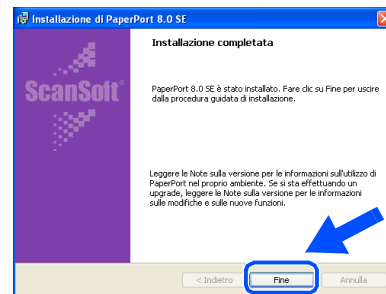 Installazione di PaperPort 8.0 SE
Installazione completata
ScanSoft®
PaperPort 8.0 SE è stato installato. Fare clic su Fine per uscire
dalla procedura guidata di installazione.
Leggere le Note sulla versione per le informazioni sull'utilizzo di
PaperPort nel proprio ambiente. Se si sta effettuando un
upgrade, leggere le Note sulla versione per le informazioni
sulle modifiche e sulle nuove funzioni.
< Indietro Fine Annulla